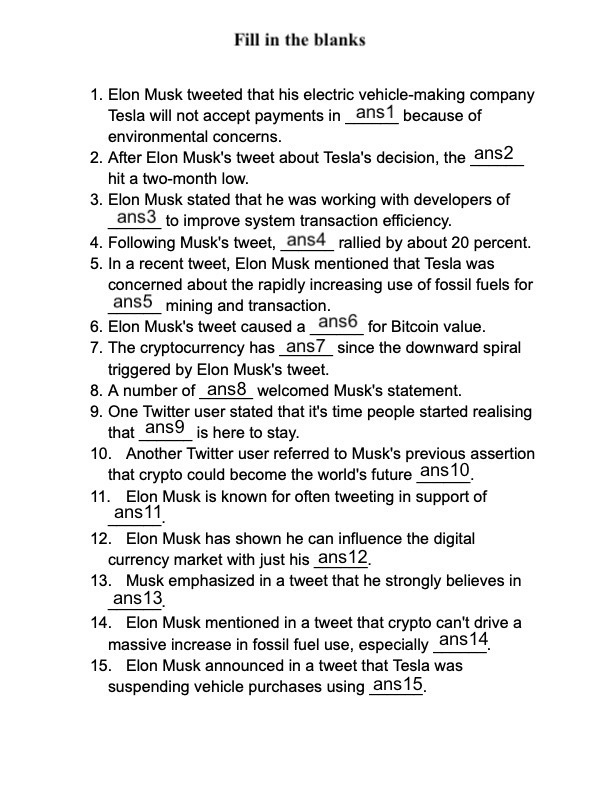 Fill in the blanks
1. Elon Musk tweeted that his electric vehicle-making company
Tesla will not accept payments in ans1 because of
environmental concerns.
2. After Elon Musk's tweet about Tesla's decision, the ans2
hit a two-month low.
3. Elon Musk stated that he was working with developers of
ans3 to improve system transaction efficiency.
4. Following Musk's tweet, ans4 rallied by about 20 percent.
5. In a recent tweet, Elon Musk mentioned that Tesla was
concerned about the rapidly increasing use of fossil fuels for
ans5 mining and transaction.
6. Elon Musk's tweet caused a ans6 for Bitcoin value.
7. The cryptocurrency has ans7 since the downward spiral
triggered by Elon Musk's tweet.
8. A number of ans8 welcomed Musk's statement.
9. One Twitter user stated that it's time people started realising
that ans9 is here to stay.
10. Another Twitter user referred to Musk's previous assertion
that crypto could become the world's future ans10.
11. Elon Musk is known for often tweeting in support of
ans11.
12. Elon Musk has shown he can influence the digital
currency market with just his ans12.
13. Musk emphasized in a tweet that he strongly believes in
ans13.
14. Elon Musk mentioned in a tweet that crypto can't drive a
massive increase in fossil fuel use, especially ans14.
15. Elon Musk announced in a tweet that Tesla was
suspending vehicle purchases using ans15.